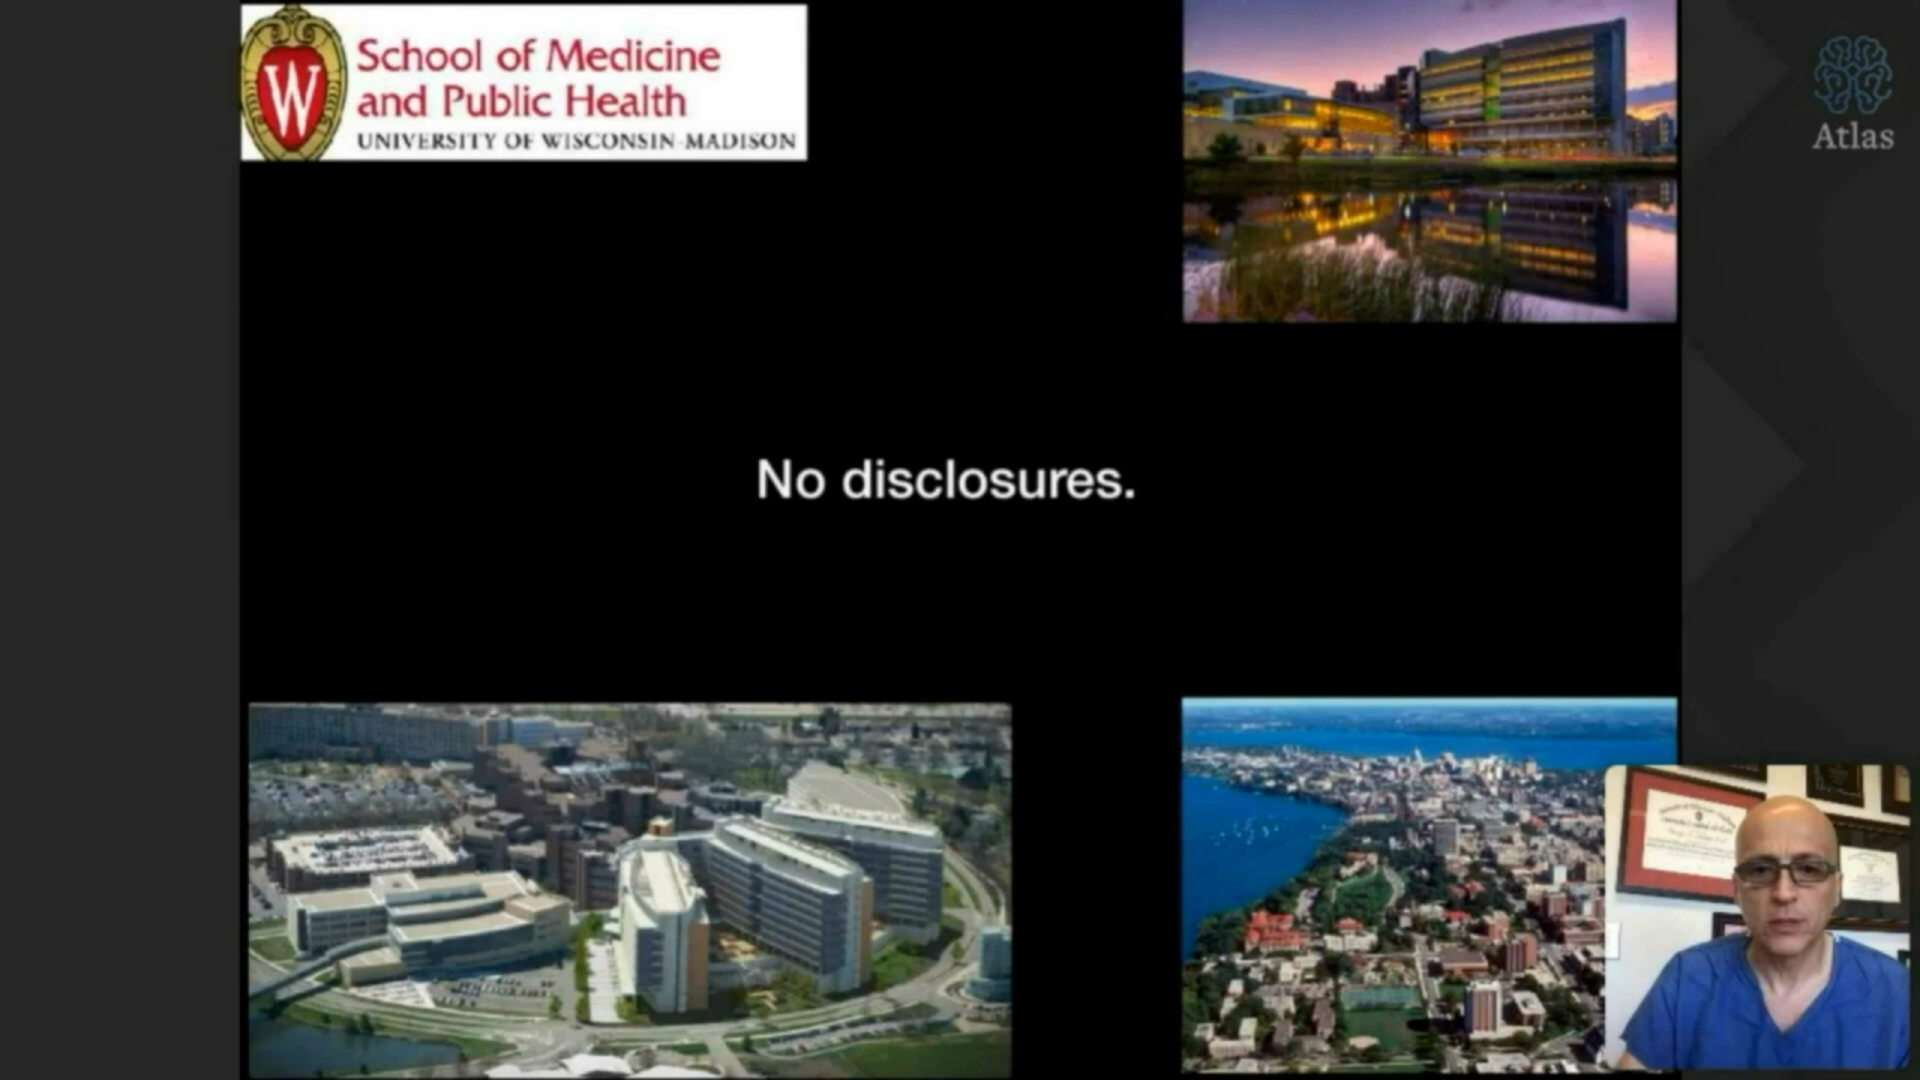 School of Medicine
and Public Health
UNIVERSITY OF WISCONSIN-MADISON
W
Atlas
No disclosures.